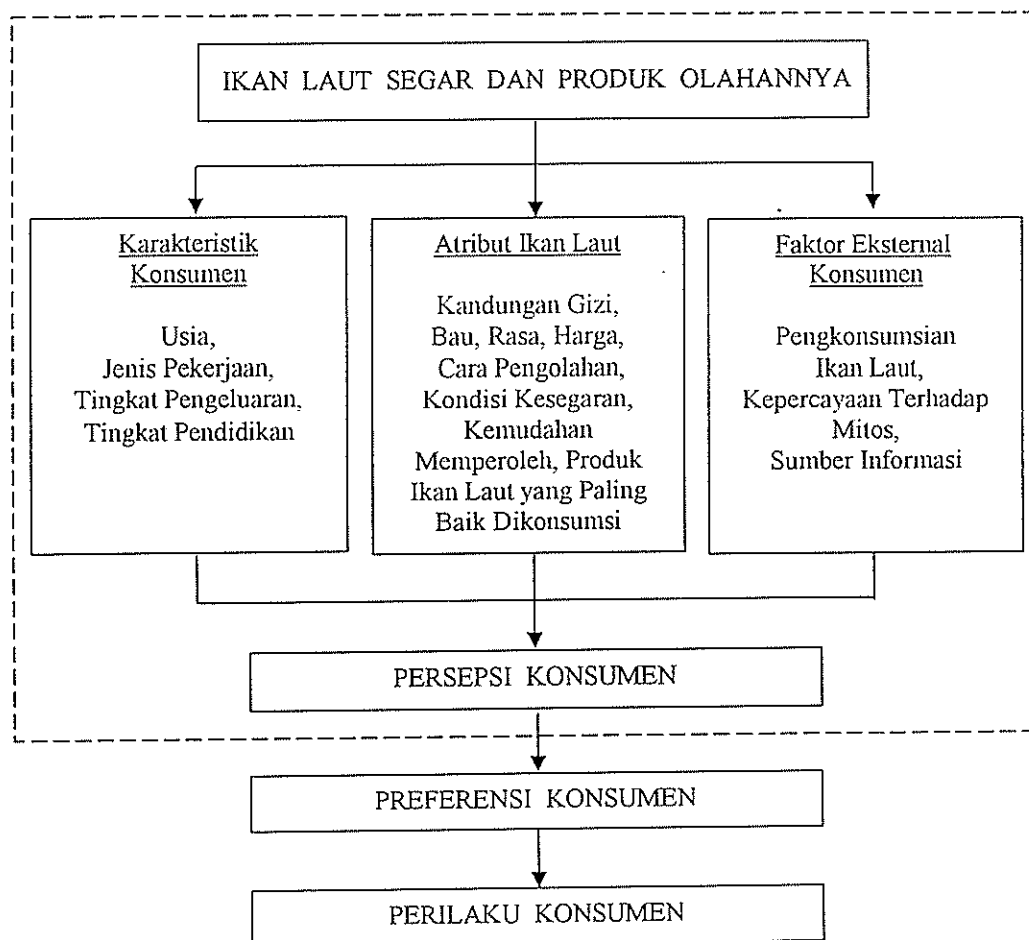 IKAN LAUT SEGAR DAN PRODUK OLAHANNYA
Karakteristik
Konsumen
Usia,
Jenis Pekerjaan,
Tingkat Pengeluaran,
Tingkat Pendidikan
Atribut Ikan Laut
Kandungan Gizi,
Bau, Rasa, Harga,
Cara Pengolahan,
Kondisi Kesegaran,
Kemudahan
Memperoleh, Produk
Ikan Laut yang Paling
Baik Dikonsumsi
Faktor Eksternal
Konsumen
Pengkonsumsian
Ikan Laut,
Kepercayaan Terhadap
Mitos,
Sumber Informasi
PERSEPSI KONSUMEN
PREFERENSI KONSUMEN
PERILAKU KONSUMEN